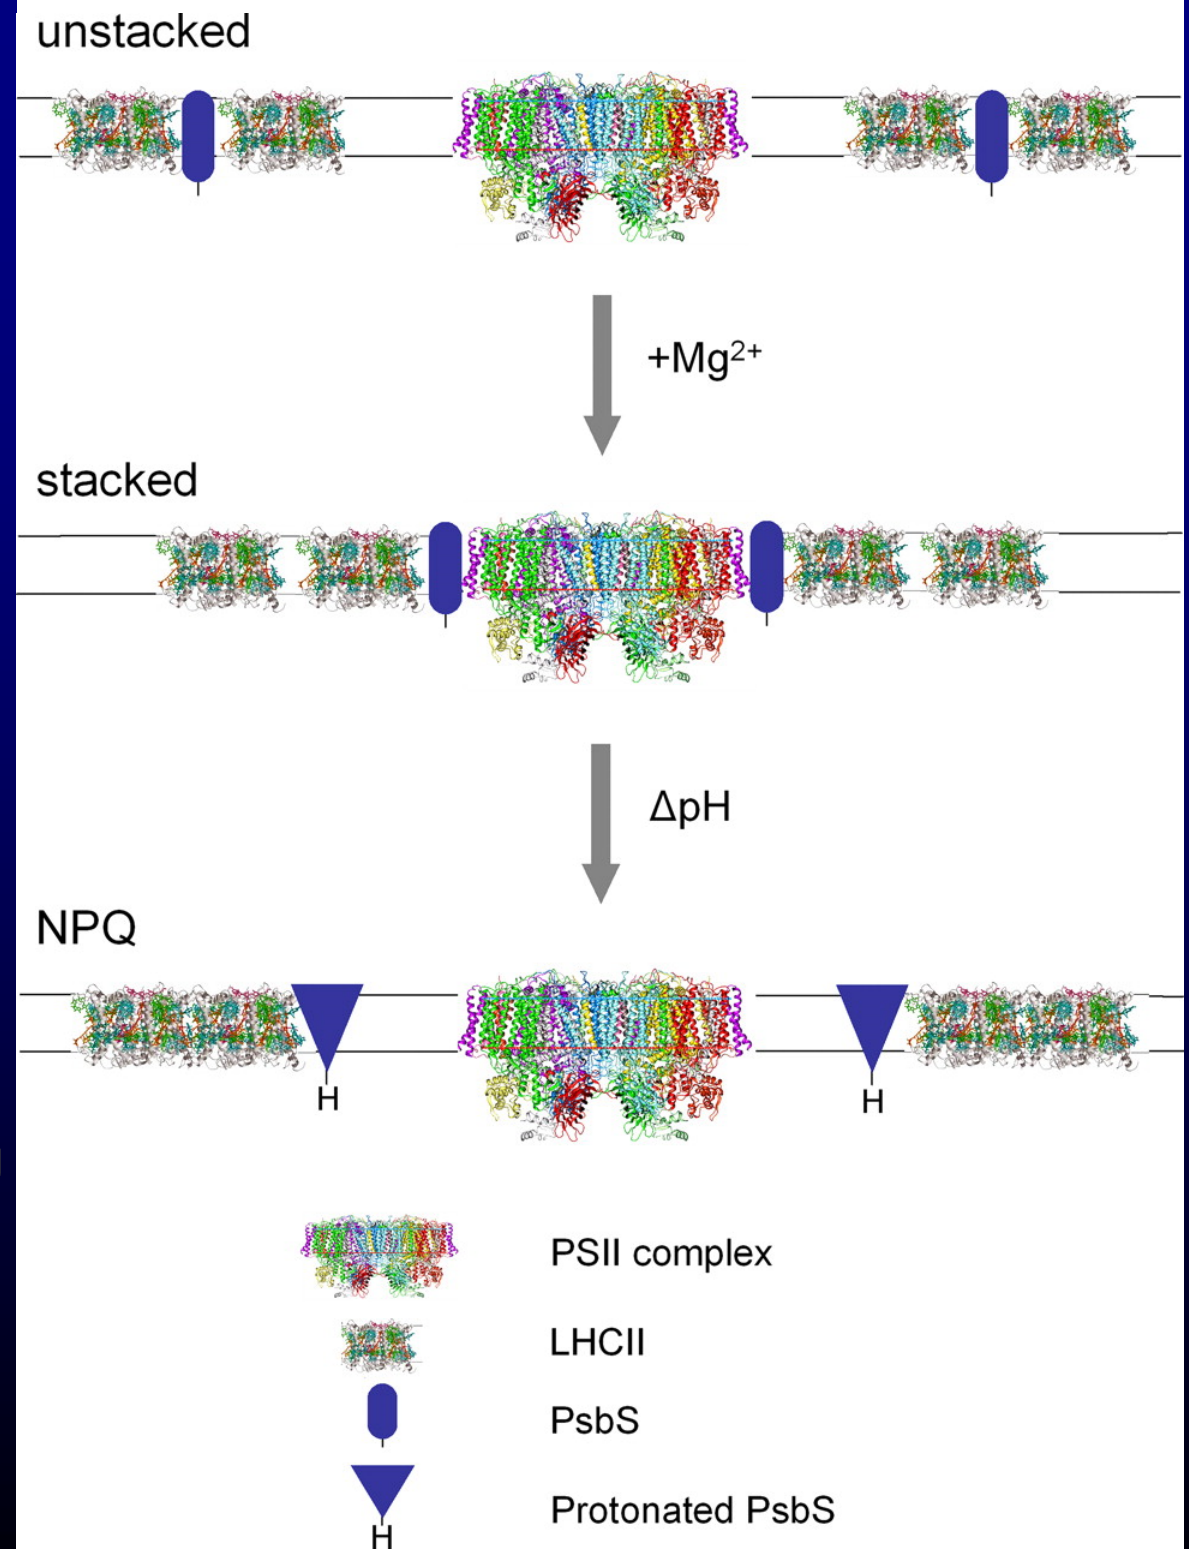 unstacked
+Mg²⁺
stacked
ΔpH
NPQ
H
H
PSII complex
LHCII
PsbS
Protonated PsbS
H